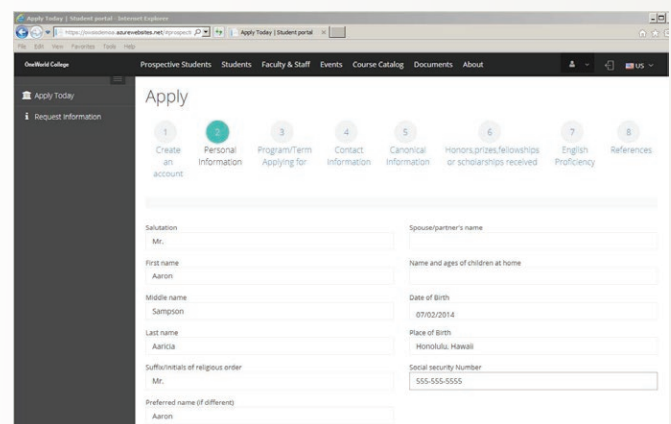 Apply Today | Student portal - Internet Explorer
Apply Today | Student portal
File Edit View Favorites Tools Help
OneWorld College
Prospective Students Students Faculty & Staff Events Course Catalog Documents About
US
Apply Today
Request Information
Apply
1 2 3 4 5 6 7 8
Create an account
Personal Information
Program/Term Applying for
Contact Information
Canonical Information
Honors,prizes,fellowships or scholarships received
English Proficiency
References
Salutation
Mr.
First name
Aaron
Middle name
Sampson
Last name
Aaricia
Suffix/Initials of religious order
Mr.
Preferred name (if different)
Aaron
Spouse/partner's name
Name and ages of children at home
Date of Birth
07/02/2014
Place of Birth
Honolulu, Hawaii
Social security Number
555-555-5555